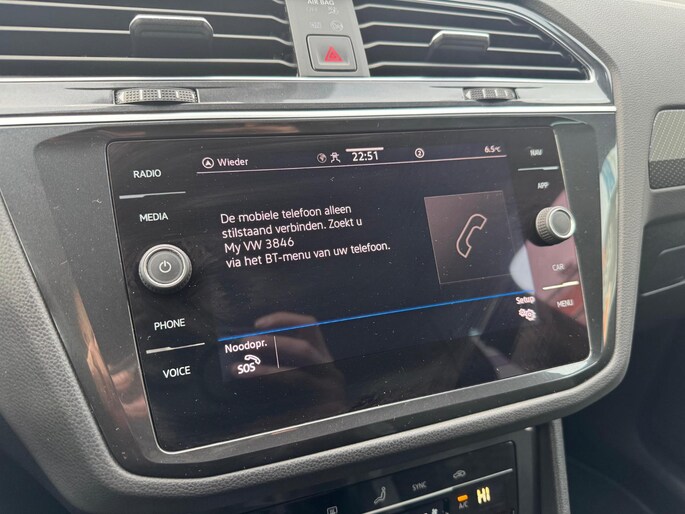 AIR BAG
RADIO
Wieder
22:51
2
6.5°C
NAV
MEDIA
APP
De mobiele telefoon alleen
stilstaand verbinden. Zoekt u
My VW 3846
via het BT-menu van uw telefoon.
CAR
PHONE
Setup
MENU
VOICE
Noodopr.
SOS
SYNC
A/C
HI